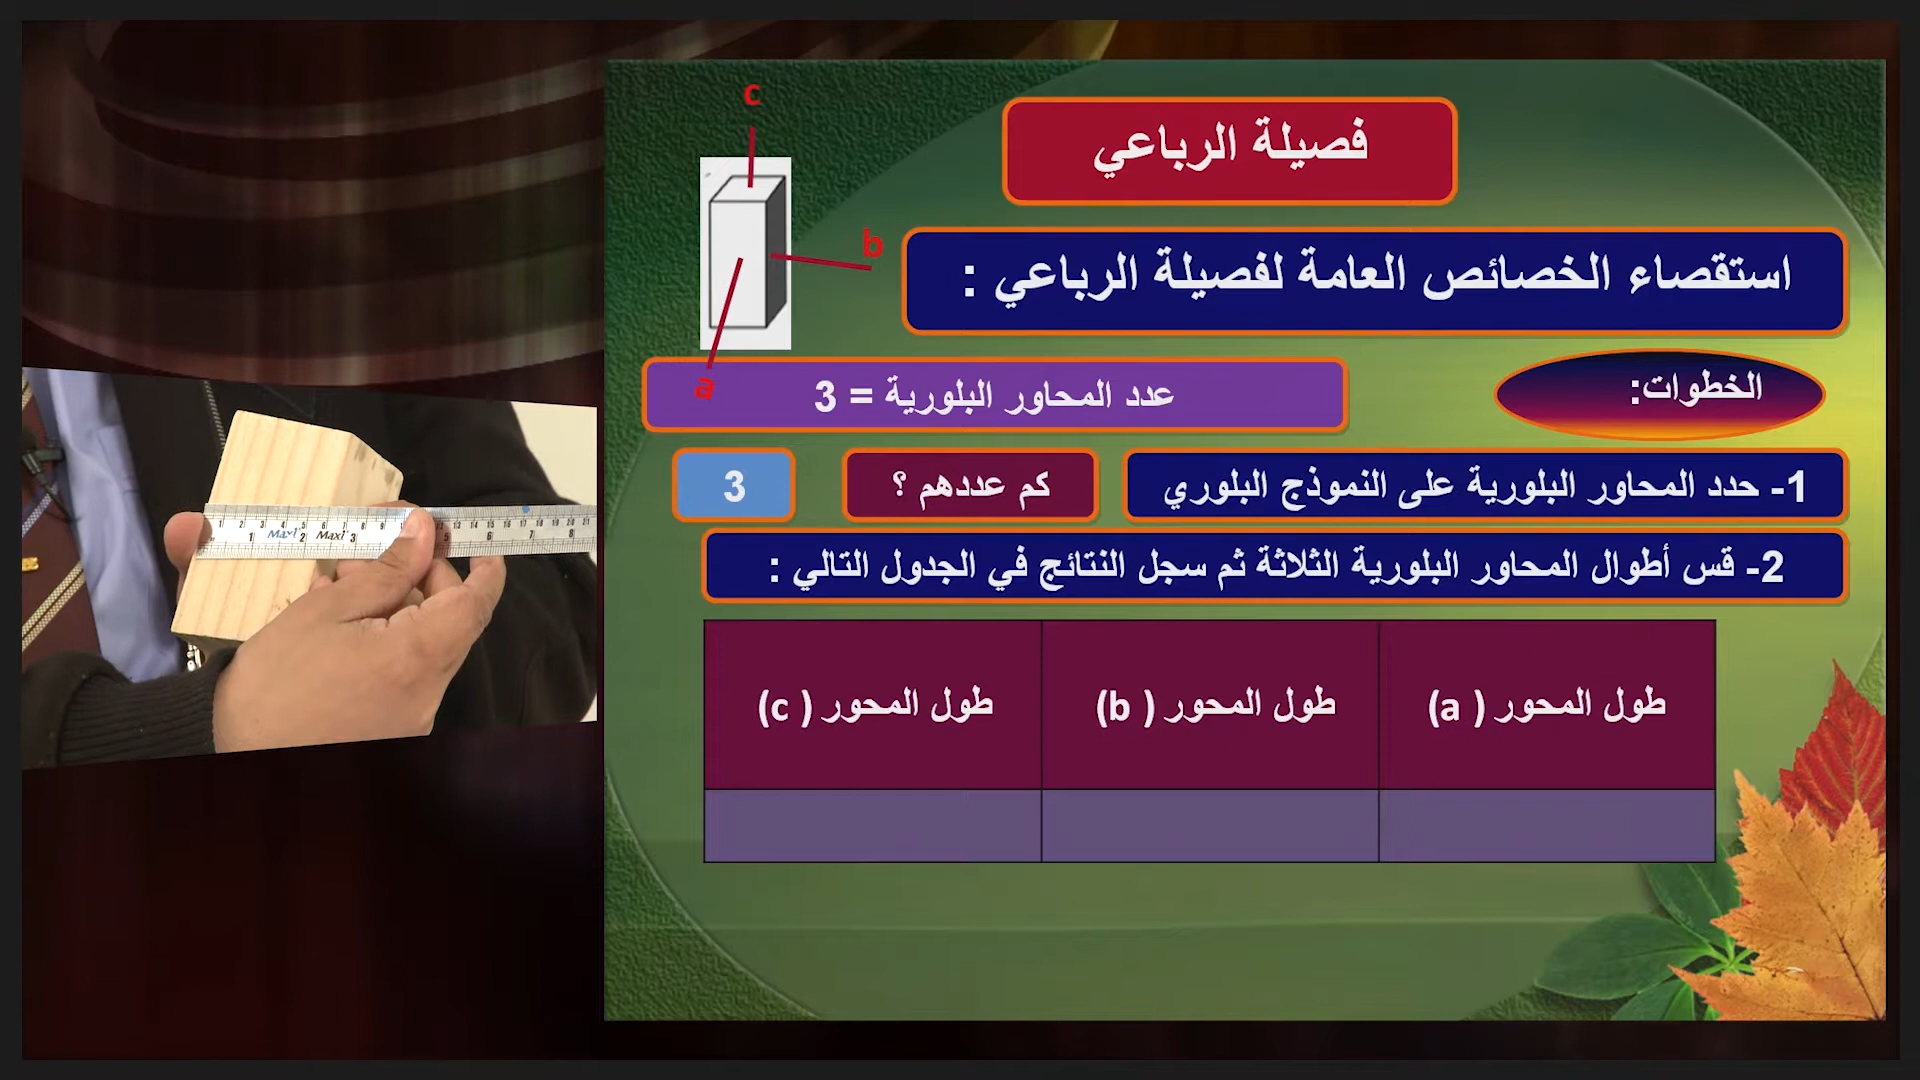 فصيلة الرباعي
c
b
a
استقصاء الخصائص العامة لفصيلة الرباعي :
الخطوات:
عدد المحاور البلورية = 3
1- حدد المحاور البلورية على النموذج البلوري
كم عددهم ؟
3
2- قس أطوال المحاور البلورية الثلاثة ثم سجل النتائج في الجدول التالي :
طول المحور ( a)
طول المحور ( b)
طول المحور ( c)
Maxi Maxi